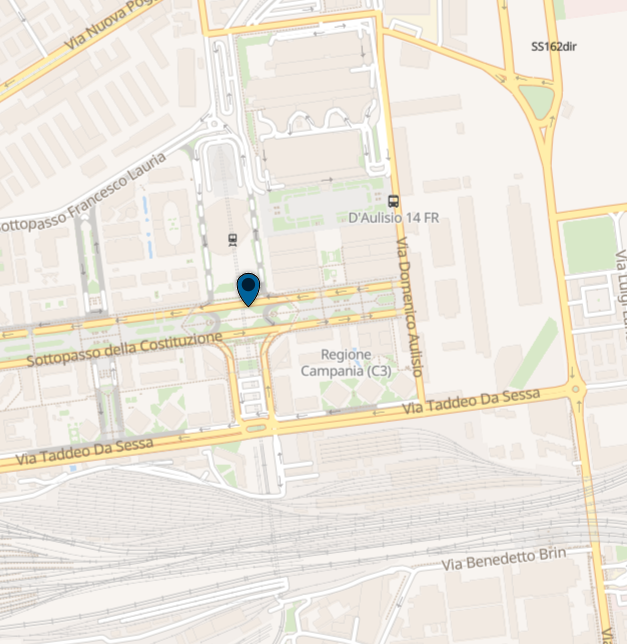 Via Nuova Pog
SS162dir
Sottopasso Francesco Lauria
D'Aulisio 14 FR
Via Domenico Aulisio
Via Luigi
Sottopasso della Costituzione
Regione
Campania (C3)
Via Taddeo Da Sessa
Via Taddeo Da Sessa
Via Benedetto Brin